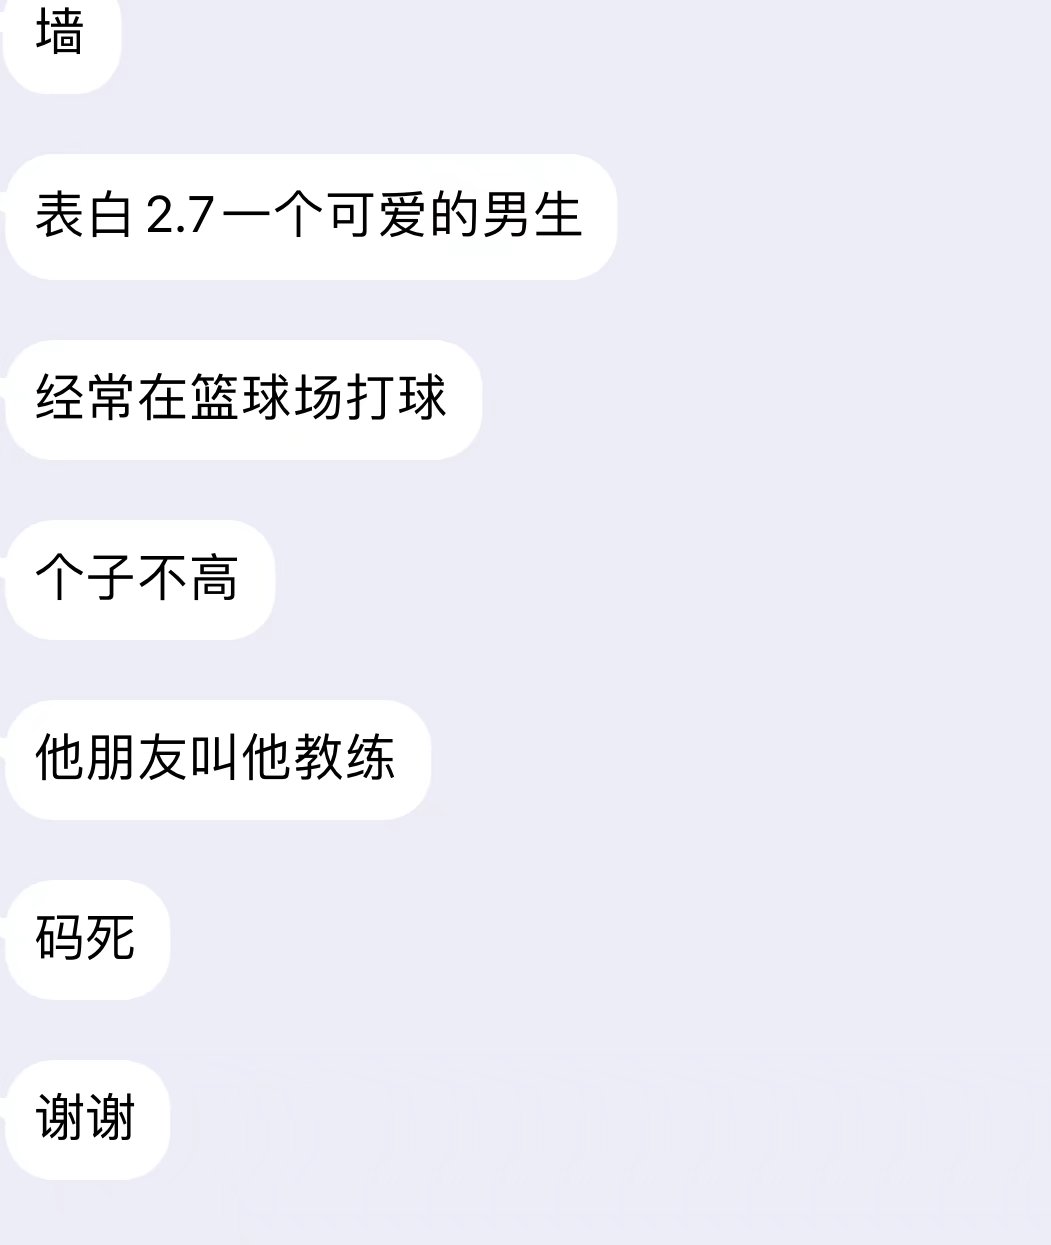 墙
表白2.7一个可爱的男生
经常在篮球场打球
个子不高
他朋友叫他教练
码死
谢谢